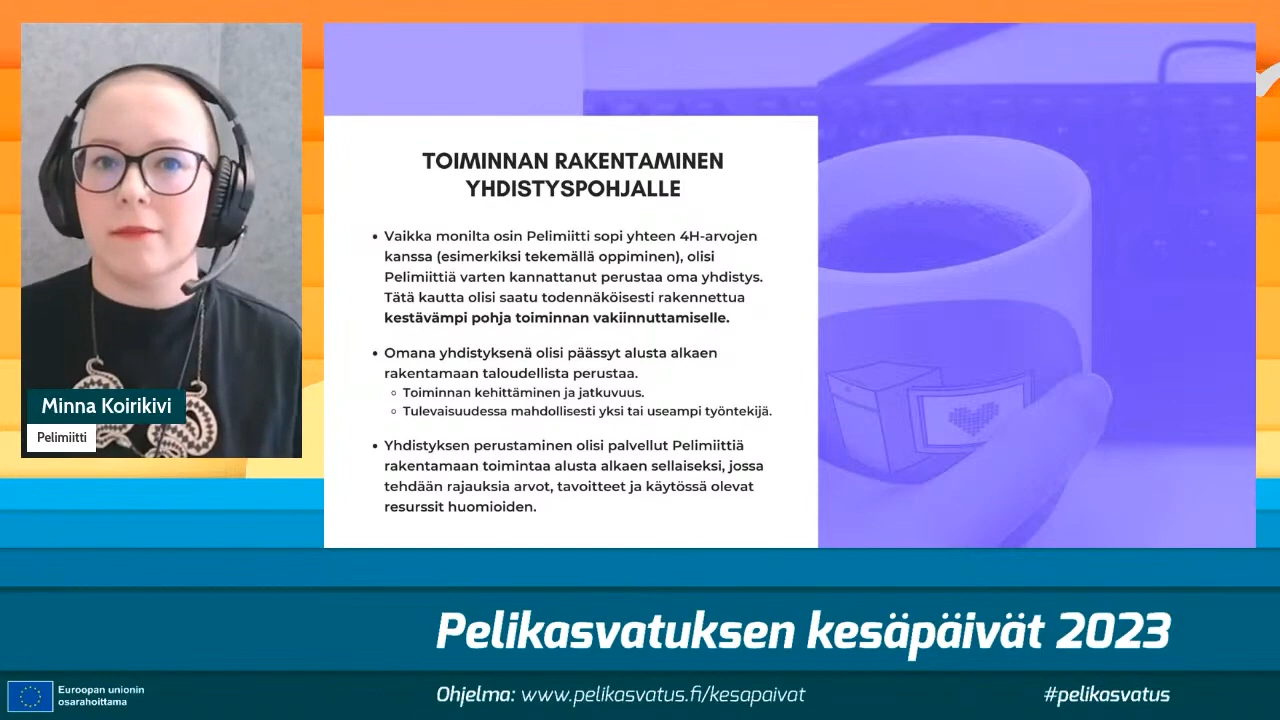 Minna Koirikivi
Pelimiitti
TOIMINNAN RAKENTAMINEN
YHDISTYSPOHJALLE
• Vaikka monilta osin Pelimiitti sopi yhteen 4H-arvojen
kanssa (esimerkiksi tekemällä oppiminen), olisi
Pelimiittiä varten kannattanut perustaa oma yhdistys.
Tätä kautta olisi saatu todennäköisesti rakennettua
kestävämpi pohja toiminnan vakiinnuttamiselle.
• Omana yhdistyksenä olisi päässyt alusta alkaen
rakentamaan taloudellista perustaa.
◦ Toiminnan kehittäminen ja jatkuvuus.
◦ Tulevaisuudessa mahdollisesti yksi tai useampi työntekijä.
• Yhdistyksen perustaminen olisi palvellut Pelimiittiä
rakentamaan toimintaa alusta alkaen sellaiseksi, jossa
tehdään rajauksia arvot, tavoitteet ja käytössä olevat
resurssit huomioiden.
Pelikasvatuksen kesäpäivät 2023
Euroopan unionin
osarahoittama
Ohjelma: www.pelikasvatus.fi/kesapaivat
#pelikasvatus